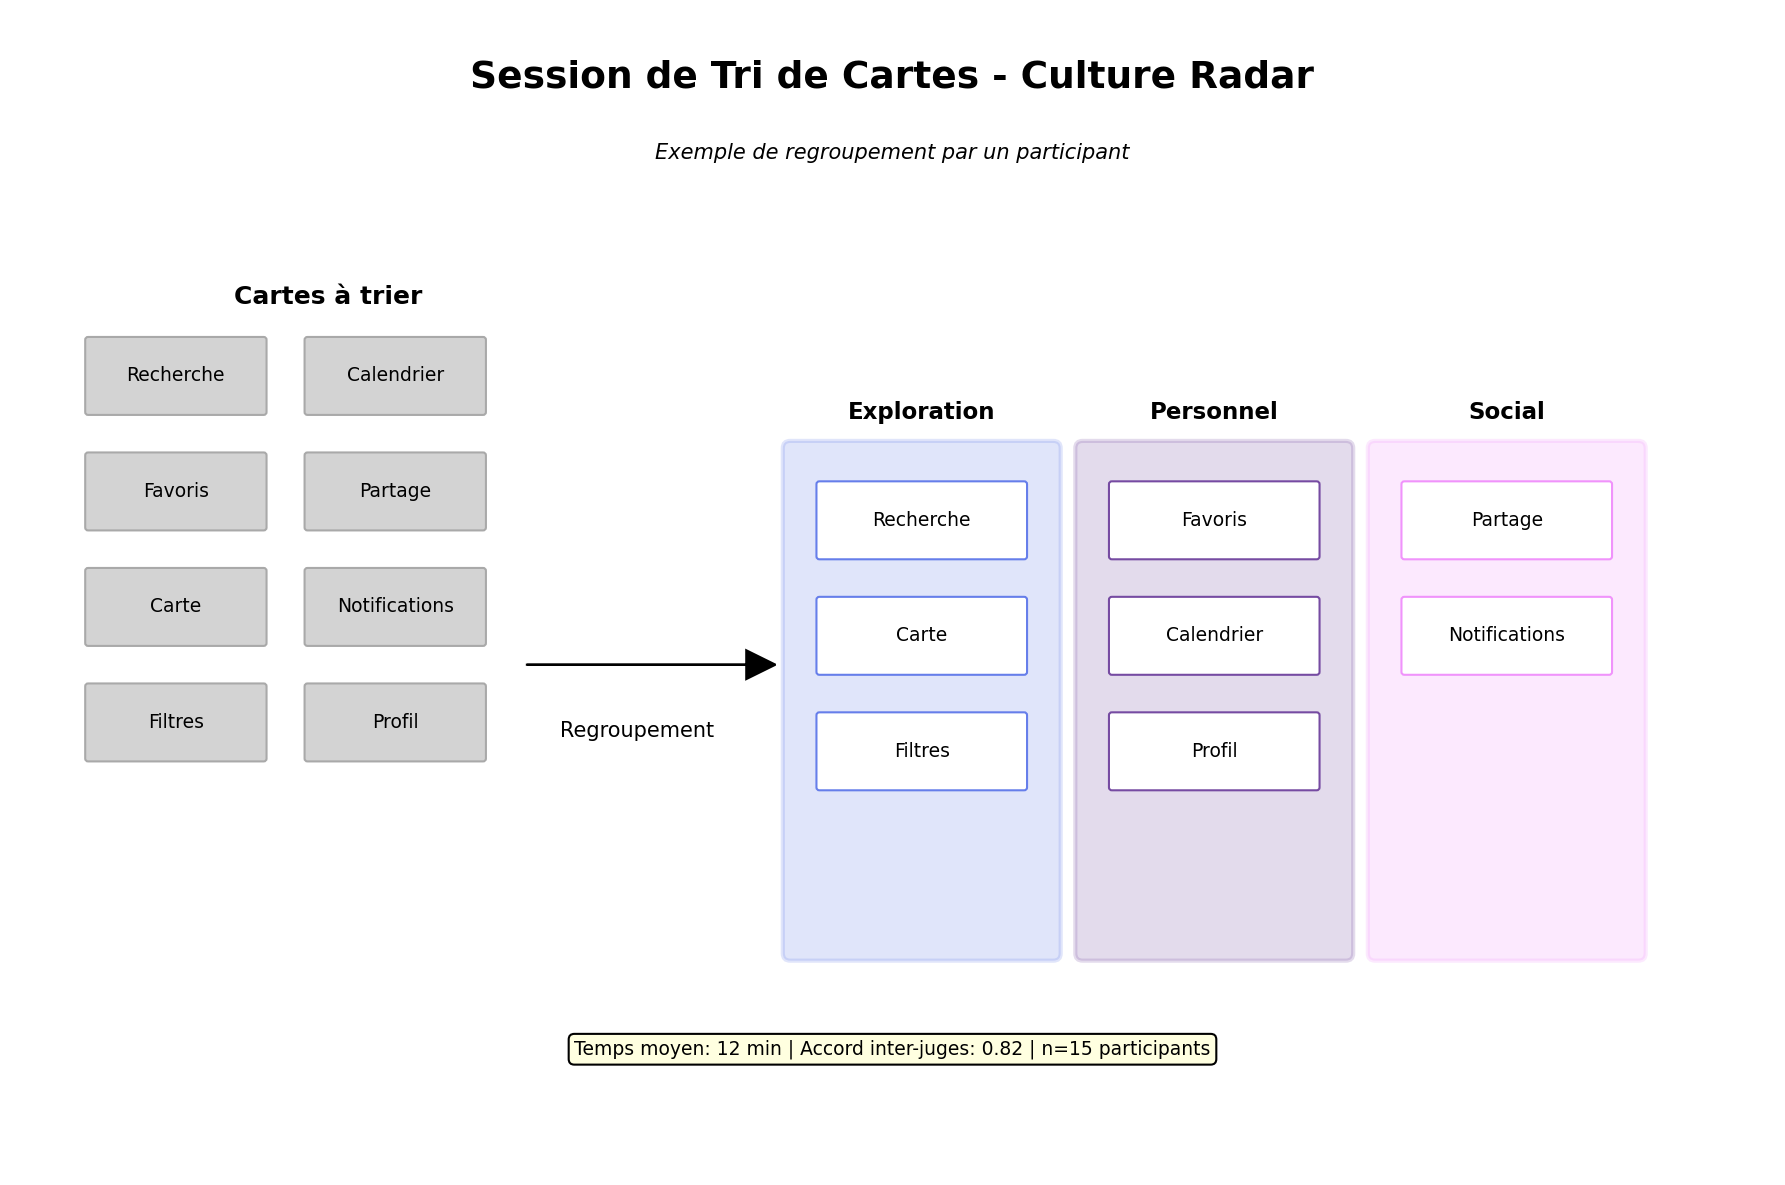 Session de Tri de Cartes - Culture Radar
Exemple de regroupement par un participant
Cartes à trier
Recherche
Calendrier
Favoris
Partage
Carte
Notifications
Filtres
Profil
Regroupement
Exploration
Recherche
Carte
Filtres
Personnel
Favoris
Calendrier
Profil
Social
Partage
Notifications
Temps moyen: 12 min | Accord inter-juges: 0.82 | n=15 participants